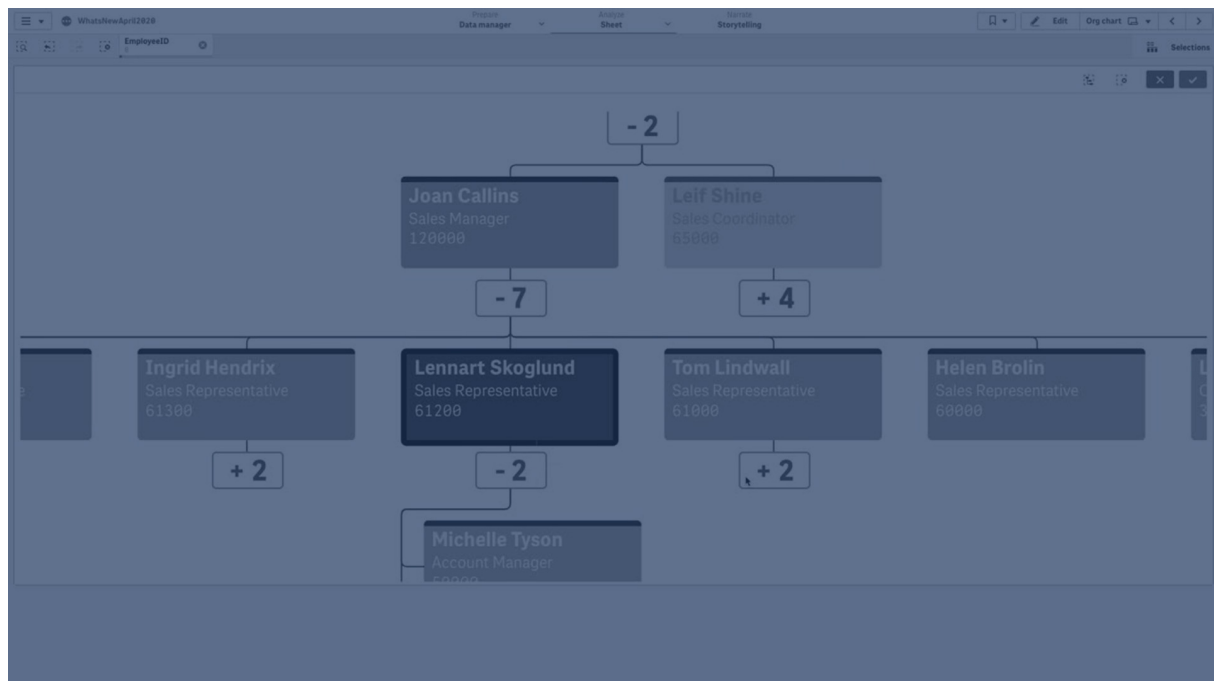 WhatsNewApril2020
Prepare
Data manager
Analyze
Sheet
Narrate
Storytelling
Edit
Org chart
EmployeeID
Selections
- 2
Joan Callins
Sales Manager
120000
Leif Shine
Sales Coordinator
65000
- 7
+ 4
Ingrid Hendrix
Sales Representative
61300
Lennart Skoglund
Sales Representative
61200
Tom Lindwall
Sales Representative
61000
Helen Brolin
Sales Representative
60000
+ 2
- 2
+ 2
Michelle Tyson
Account Manager